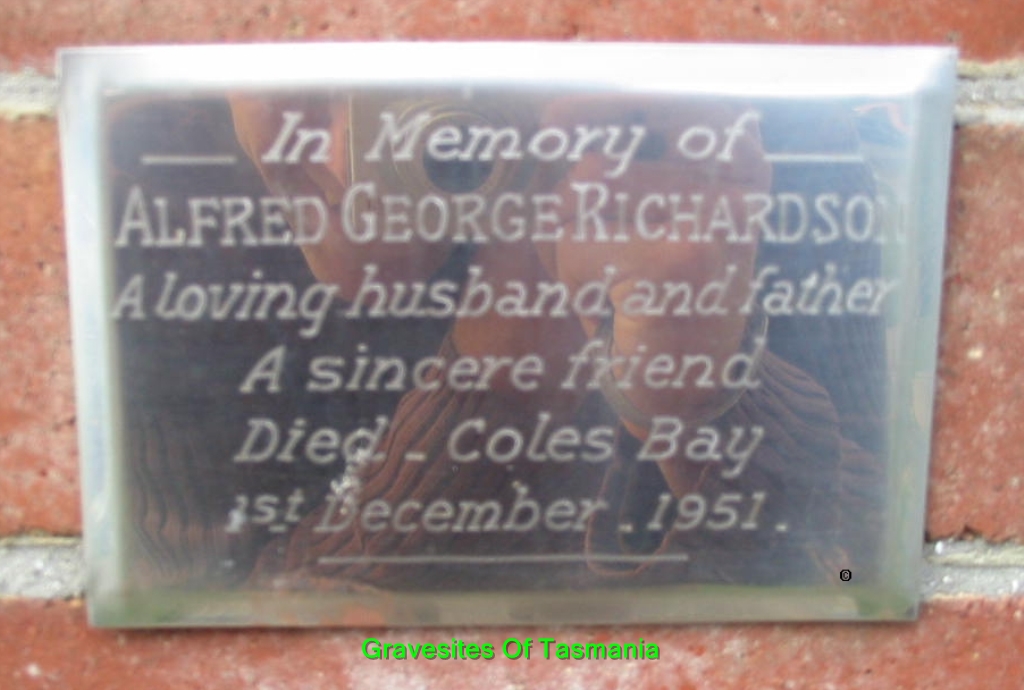 In Memory of
ALFRED GEORGE RICHARDSON
A loving husband and father
A sincere friend
Died - Coles Bay
1st December . 1951 .
©
Gravesites Of Tasmania